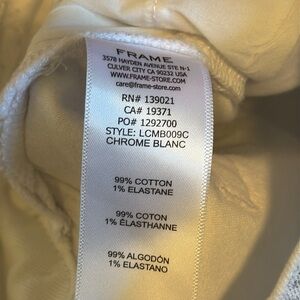 FRAME
3578 HAYDEN AVENUE STE N-1
CULVER CITY CA 90232 USA
WWW.FRAME-STORE.COM
care@frame-store.com
RN# 139021
CA# 19371
PO# 1292700
STYLE: LCMB009C
CHROME BLANC
99% COTTON
1% ELASTANE
99% COTON
1% ÉLASTHANNE
99% ALGODÓN
1% ELASTANO